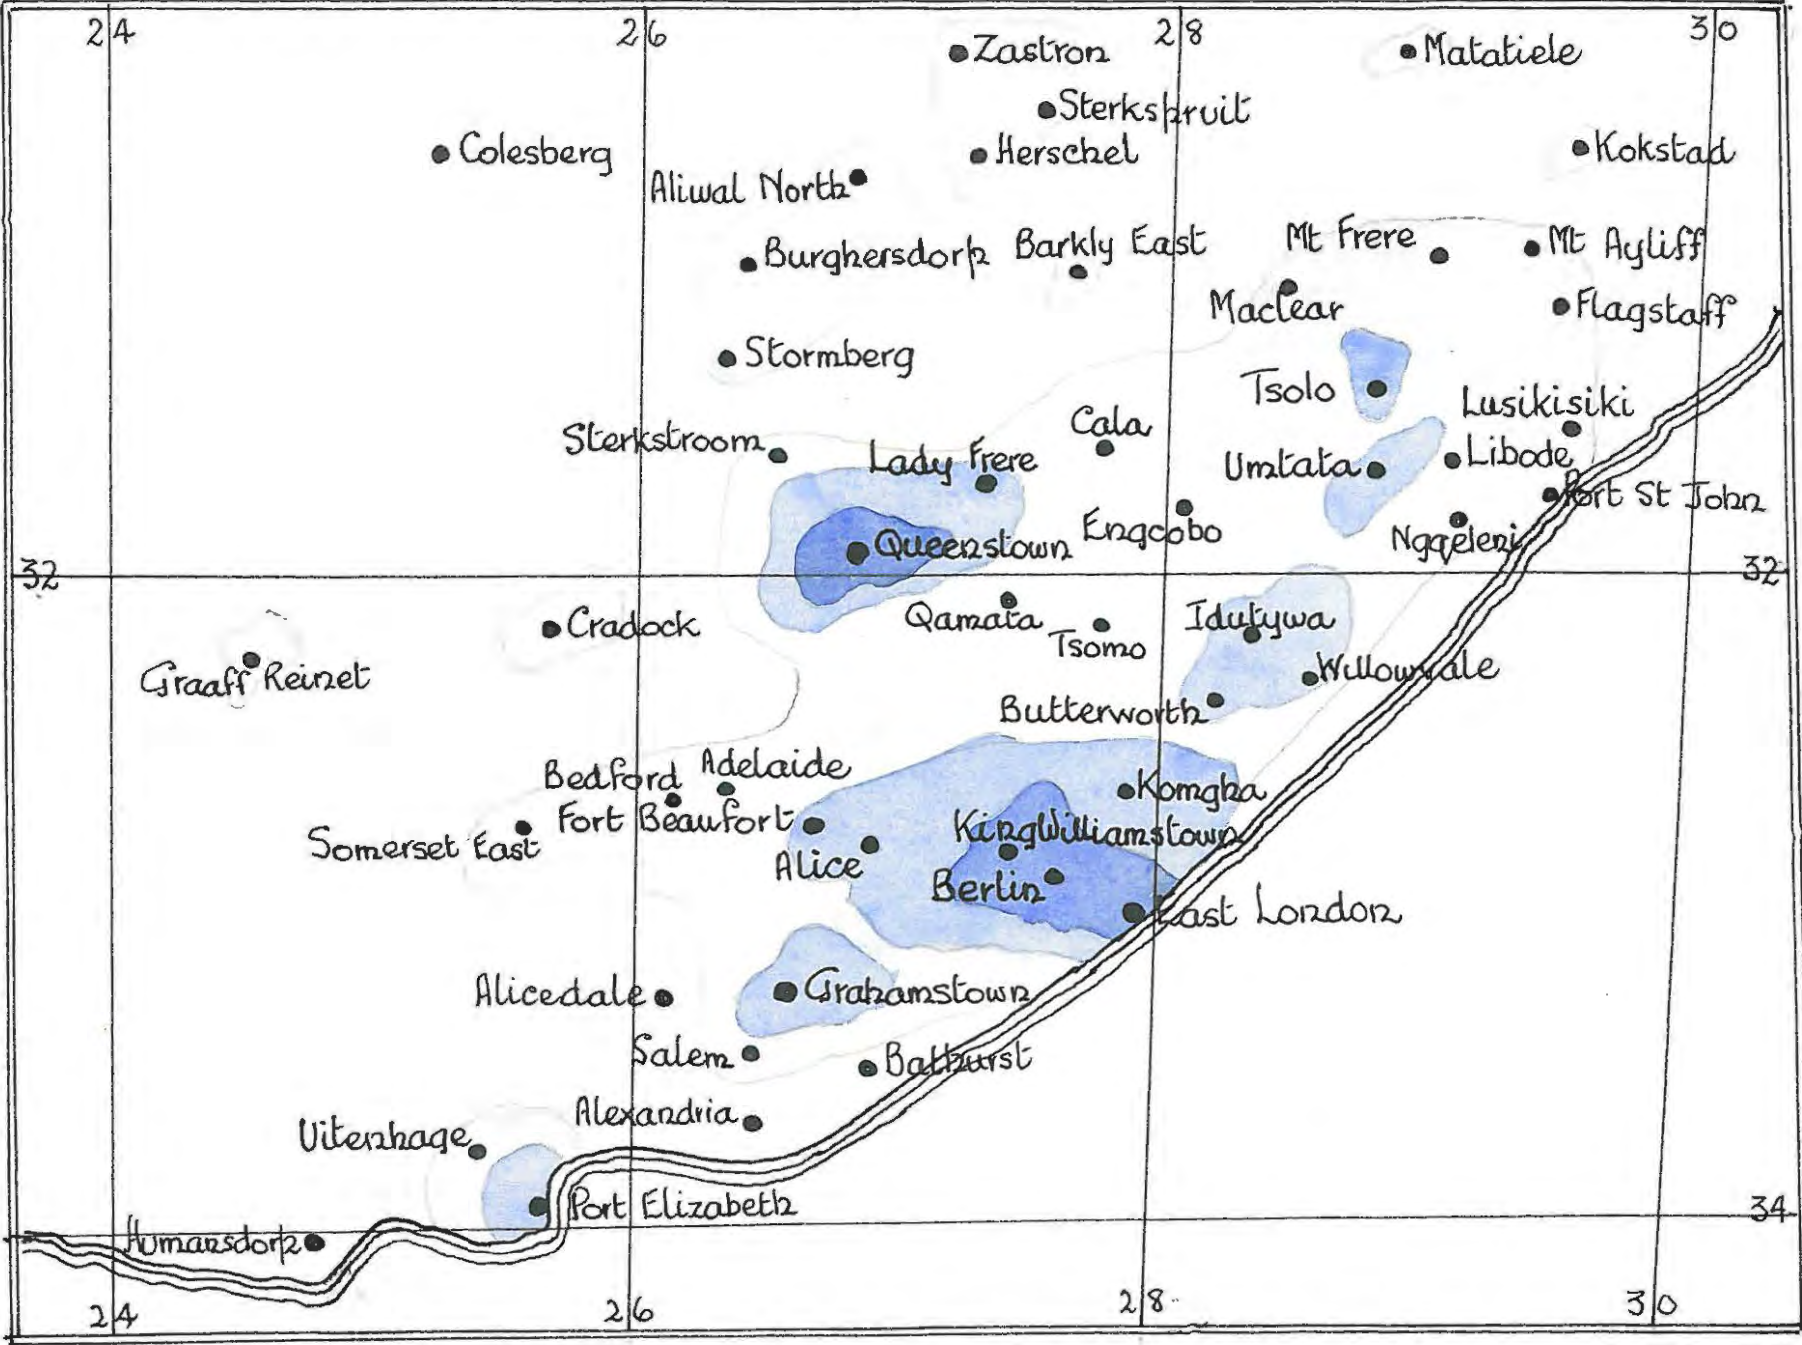 24 26 28 30
Zastron
Matatiele
Sterkspruit
Colesberg
Herschel
Kokstad
Aliwal North
Burghersdorp
Barkly East
Mt Frere
Mt Ayliff
Maclear
Flagstaff
Stormberg
Tsolo
Lusikisiki
Cala
Sterkstroom
Lady Frere
Umtata
Libode
Port St John
Engcobo
Queenstown
Ngqeleni
32 32
Qamata
Idutywa
Cradock
Tsomo
Graaff Reinet
Willowvale
Butterworth
Adelaide
Bedford
Komgha
Fort Beaufort
KingWilliamstown
Somerset East
Alice
Berlin
East London
Alicedale
Grahamstown
Salem
Bathurst
Alexandria
Uitenhage
Port Elizabeth
34
Humansdorp
24 26 28 30